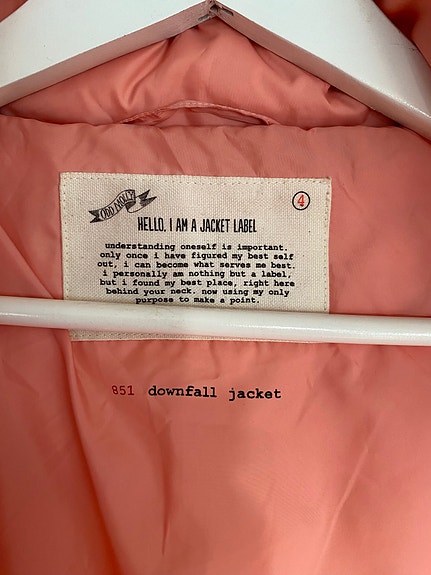 ODD MOLLY
4
HELLO, I AM A JACKET LABEL
understanding oneself is important.
only once i have figured my best self
out, i can become what serves me best.
i personally am nothing but a label,
but i found my best place, right here
behind your neck. now using my only
purpose to make a point.
851 downfall jacket